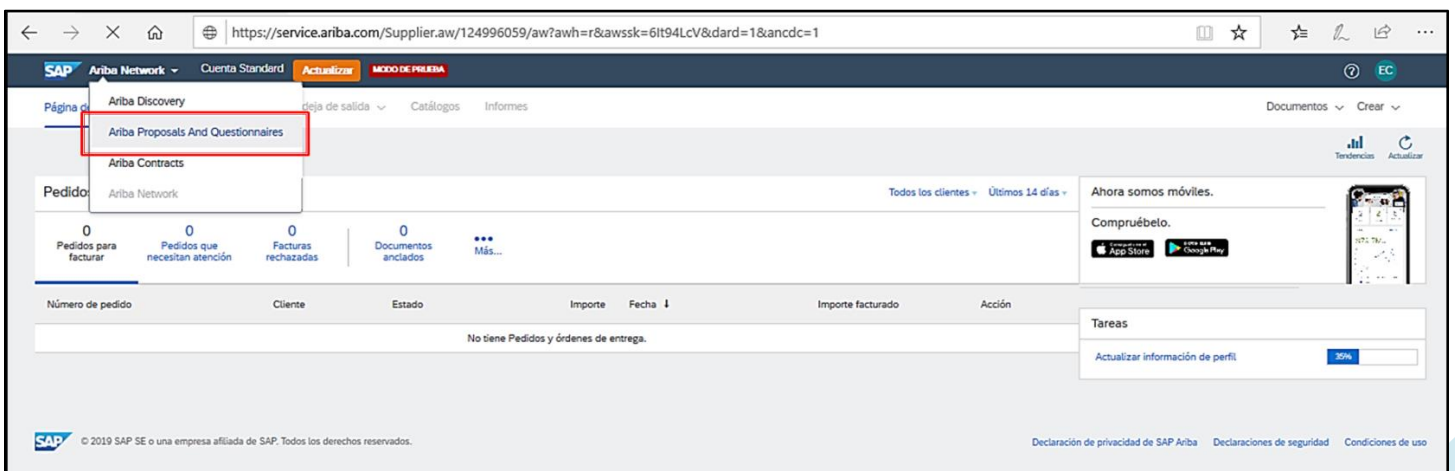 https://service.ariba.com/Supplier.aw/124996059/aw?awh=r&awssk=6It94LcV&dard=1&ancdc=1
SAP Ariba Network Cuenta Standard Actualizar MODO DE PRUEBA EC
Página de deja de salida Catálogos Informes Documentos Crear
Ariba Discovery
Ariba Proposals And Questionnaires
Ariba Contracts
Ariba Network
Tendencias Actualizar
Pedidos Todos los clientes Últimos 14 días
0 0 0 0
Pedidos para facturar
Pedidos que necesitan atención
Facturas rechazadas
Documentos anclados
Más...
Ahora somos móviles.
Compruébelo.
App Store Google Play
Número de pedido Cliente Estado Importe Fecha Importe facturado Acción
No tiene Pedidos y órdenes de entrega.
Tareas
Actualizar información de perfil 35%
SAP © 2019 SAP SE o una empresa afiliada de SAP. Todos los derechos reservados.
Declaración de privacidad de SAP Ariba Declaraciones de seguridad Condiciones de uso